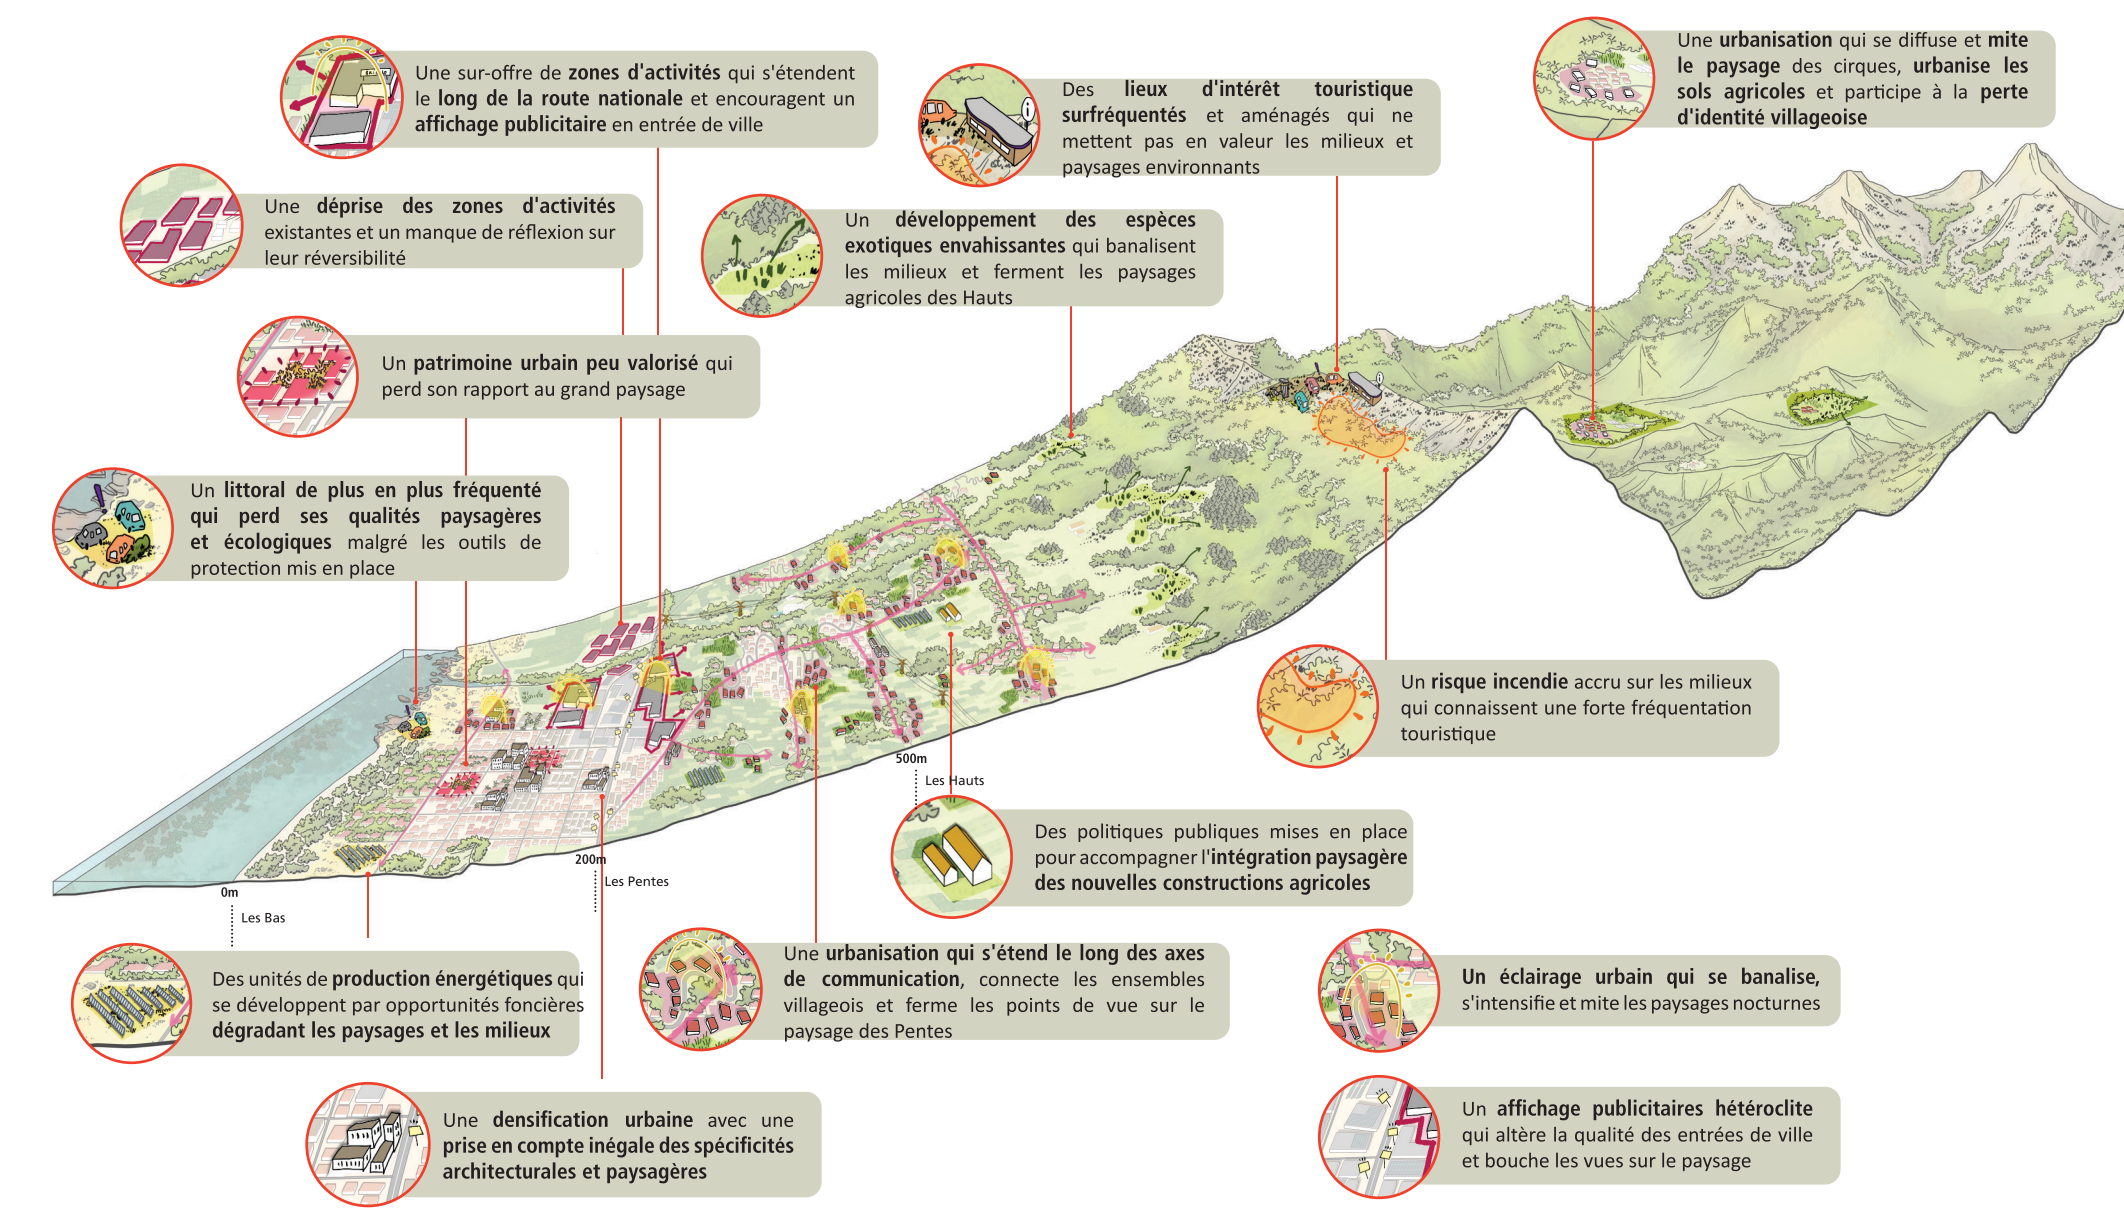 Une sur-offre de zones d'activités qui s'étendent
le long de la route nationale et encouragent un
affichage publicitaire en entrée de ville
Des lieux d'intérêt touristique
surfréquentés et aménagés qui ne
mettent pas en valeur les milieux et
paysages environnants
Une urbanisation qui se diffuse et mite
le paysage des cirques, urbanise les
sols agricoles et participe à la perte
d'identité villageoise
Une déprise des zones d'activités
existantes et un manque de réflexion sur
leur réversibilité
Un développement des espèces
exotiques envahissantes qui banalisent
les milieux et ferment les paysages
agricoles des Hauts
Un patrimoine urbain peu valorisé qui
perd son rapport au grand paysage
Un littoral de plus en plus fréquenté
qui perd ses qualités paysagères
et écologiques malgré les outils de
protection mis en place
Un risque incendie accru sur les milieux
qui connaissent une forte fréquentation
touristique
500m
Les Hauts
200m
Les Pentes
0m
Les Bas
Des politiques publiques mises en place
pour accompagner l'intégration paysagère
des nouvelles constructions agricoles
Des unités de production énergétiques qui
se développent par opportunités foncières
dégradant les paysages et les milieux
Une urbanisation qui s'étend le long des axes
de communication, connecte les ensembles
villageois et ferme les points de vue sur le
paysage des Pentes
Un éclairage urbain qui se banalise,
s'intensifie et mite les paysages nocturnes
Une densification urbaine avec une
prise en compte inégale des spécificités
architecturales et paysagères
Un affichage publicitaires hétéroclite
qui altère la qualité des entrées de ville
et bouche les vues sur le paysage